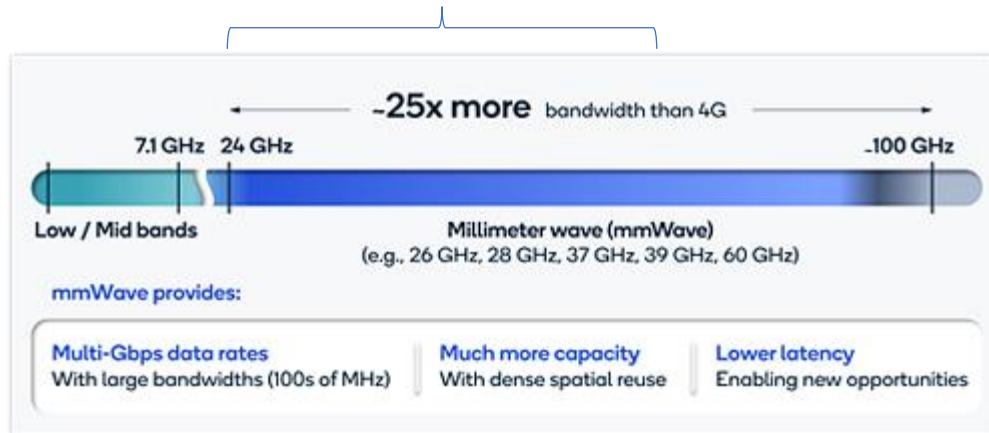 ~25x more bandwidth than 4G
7.1 GHz 24 GHz ~100 GHz
Low / Mid bands
Millimeter wave (mmWave)
(e.g., 26 GHz, 28 GHz, 37 GHz, 39 GHz, 60 GHz)
mmWave provides:
Multi-Gbps data rates
With large bandwidths (100s of MHz)
Much more capacity
With dense spatial reuse
Lower latency
Enabling new opportunities